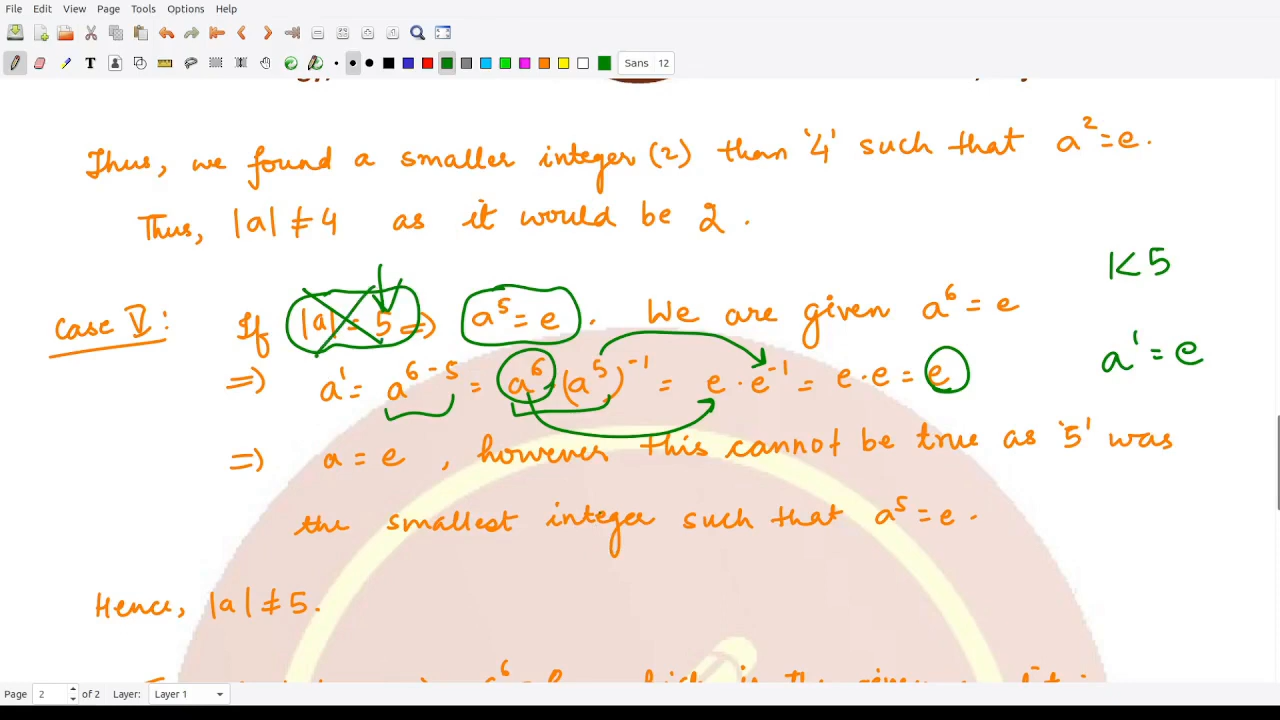 File Edit View Page Tools Options Help
Sans 12
Thus, we found a smaller integer (2) than '4' such that a² = e.
Thus, |a| ≠ 4 as it would be 2.
1 < 5
Case V: If |a| = 5 ⇒ a⁵ = e. We are given a⁶ = e
a¹ = e
⇒ a¹ = a⁶⁻⁵ = a⁶ · (a⁵)⁻¹ = e · e⁻¹ = e · e = e
⇒ a = e, however this cannot be true as '5' was
the smallest integer such that a⁵ = e.
Hence, |a| ≠ 5.
Page 2 of 2 Layer: Layer 1